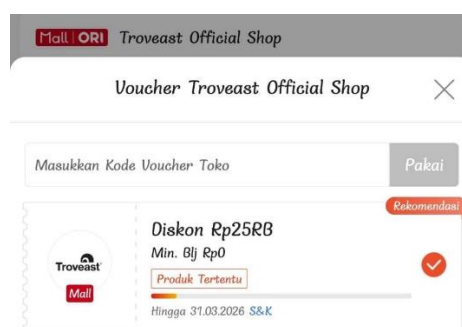 Mall ORI Troveast Official Shop
Voucher Troveast Official Shop
Masukkan Kode Voucher Toko Pakai
Rekomendasi
Diskon Rp25RB
Min. Blj Rp0
Troveast
Produk Tertentu
Mall
Hingga 31.03.2026 S&K